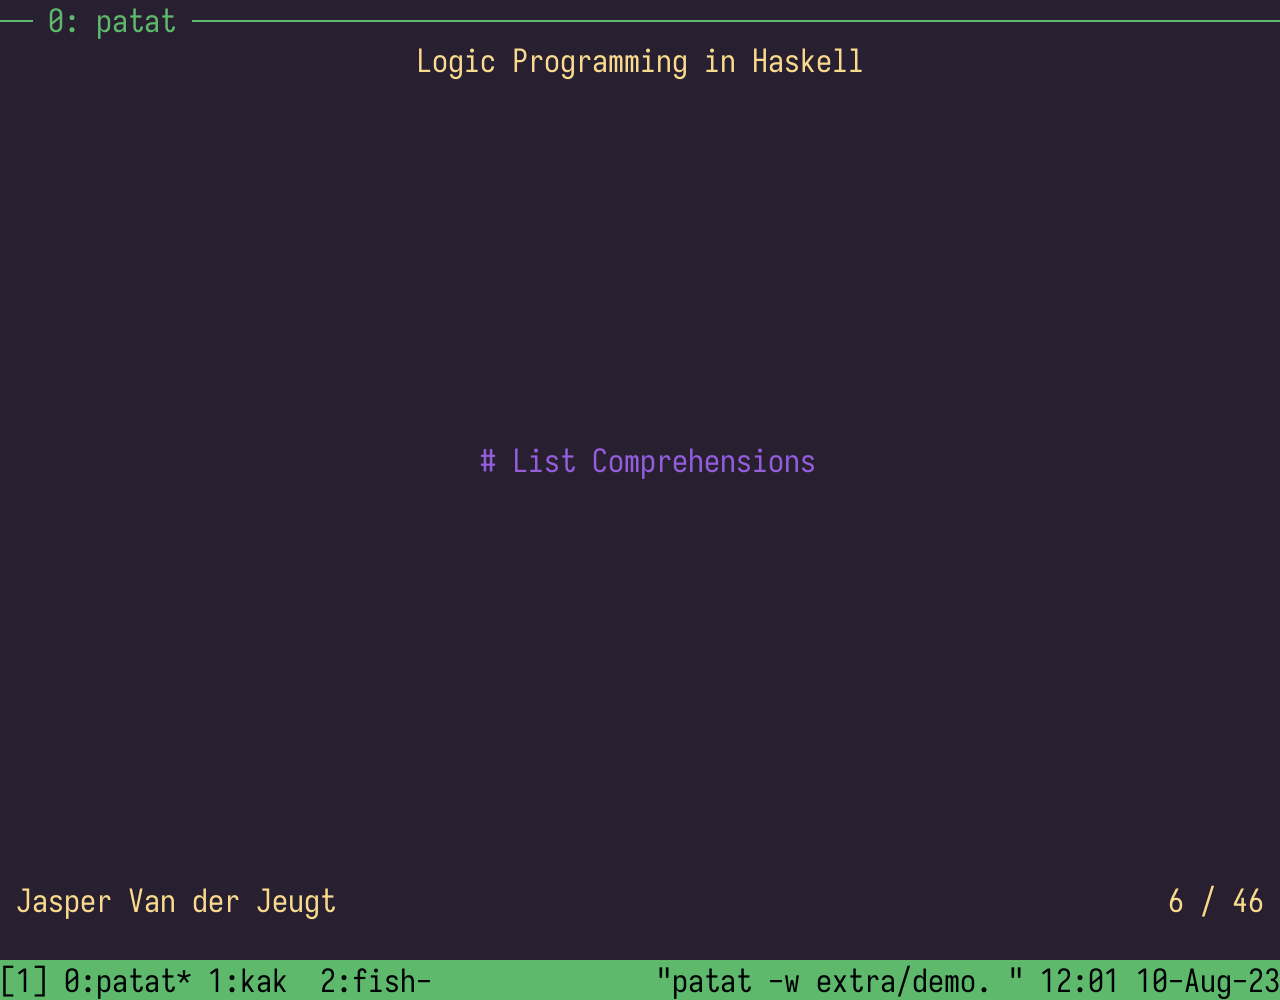 0: patat
Logic Programming in Haskell
# List Comprehensions
Jasper Van der Jeugt 6 / 46
[1] 0:patat* 1:kak  2:fish- "patat -w extra/demo. " 12:01 10-Aug-23